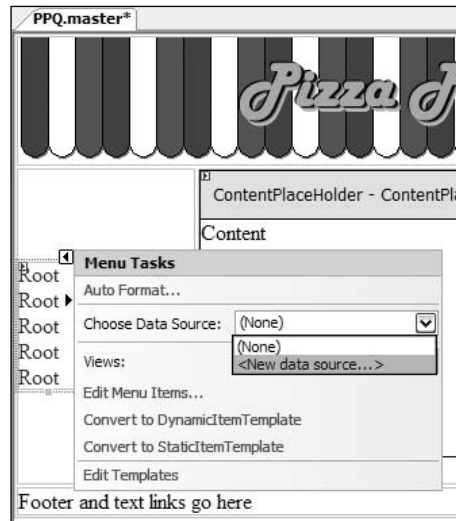 PPQ.master*
Pizza
ContentPlaceHolder - ContentPla
Content
Root
Root
Root
Root
Root
Menu Tasks
Auto Format...
Choose Data Source: (None)
(None)
<New data source...>
Views:
Edit Menu Items...
Convert to DynamicItemTemplate
Convert to StaticItemTemplate
Edit Templates
Footer and text links go here